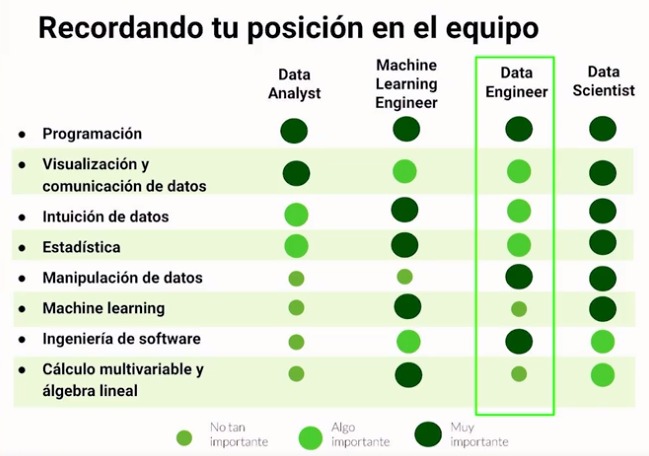 Recordando tu posición en el equipo
Data
Analyst
Machine
Learning
Engineer
Data
Engineer
Data
Scientist
• Programación
• Visualización y
comunicación de datos
• Intuición de datos
• Estadística
• Manipulación de datos
• Machine learning
• Ingeniería de software
• Cálculo multivariable y
álgebra lineal
No tan
importante
Algo
importante
Muy
importante